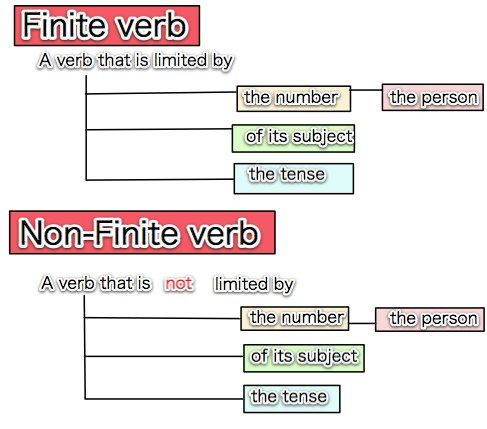 Finite verb
A verb that is limited by
the number the person
of its subject
the tense
Non-Finite verb
A verb that is not limited by
the number the person
of its subject
the tense